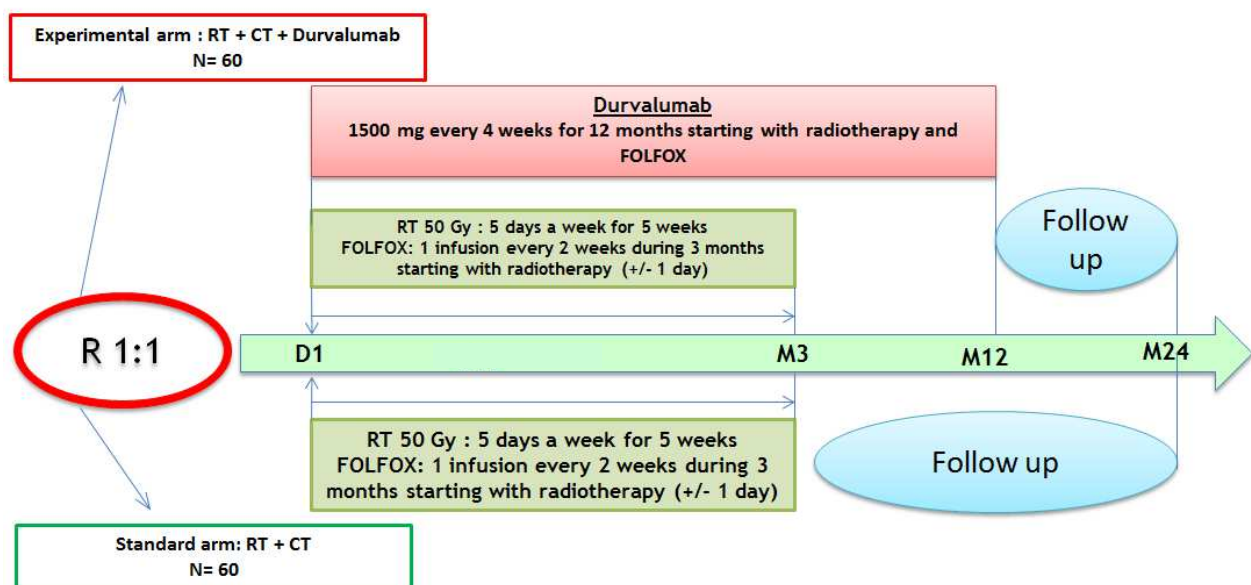 Experimental arm : RT + CT + Durvalumab
N= 60
Durvalumab
1500 mg every 4 weeks for 12 months starting with radiotherapy and
FOLFOX
RT 50 Gy : 5 days a week for 5 weeks
FOLFOX: 1 infusion every 2 weeks during 3 months
starting with radiotherapy (+/- 1 day)
Follow
up
R 1:1
D1
M3
M12
M24
RT 50 Gy : 5 days a week for 5 weeks
FOLFOX: 1 infusion every 2 weeks during 3
months starting with radiotherapy (+/- 1 day)
Follow up
Standard arm: RT + CT
N= 60